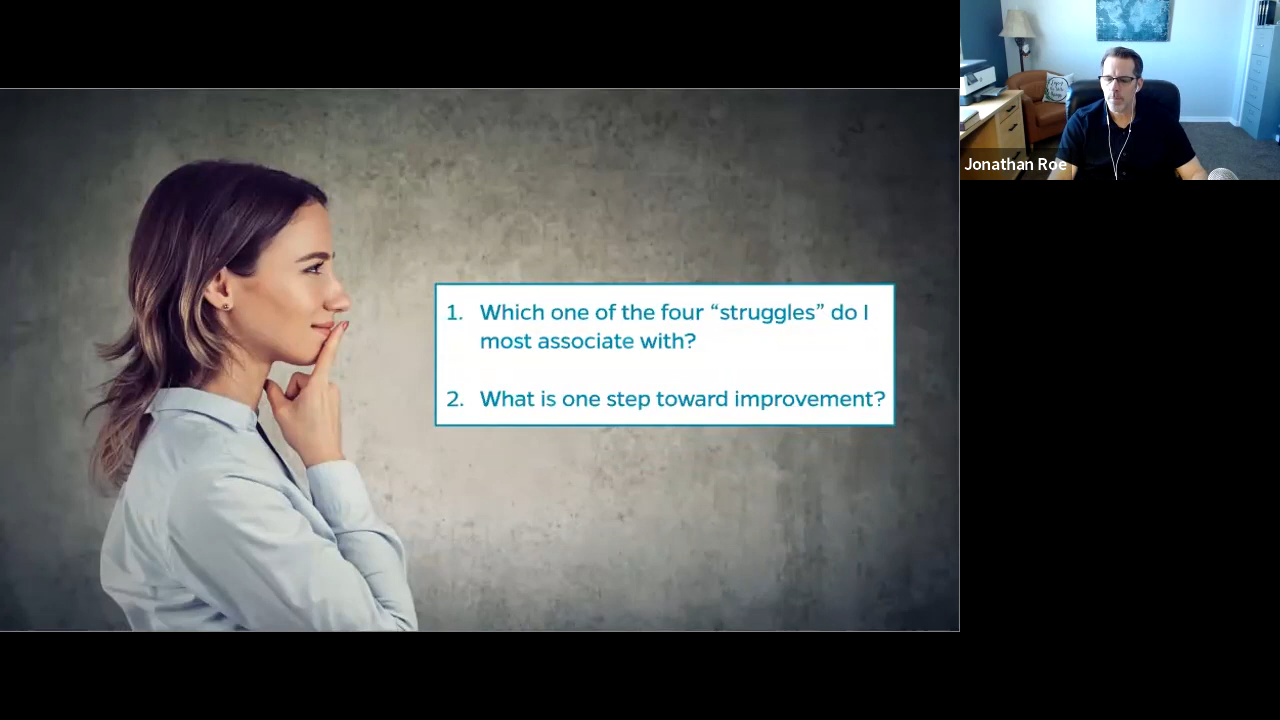 Jonathan Roe
1. Which one of the four “struggles” do I
most associate with?
2. What is one step toward improvement?